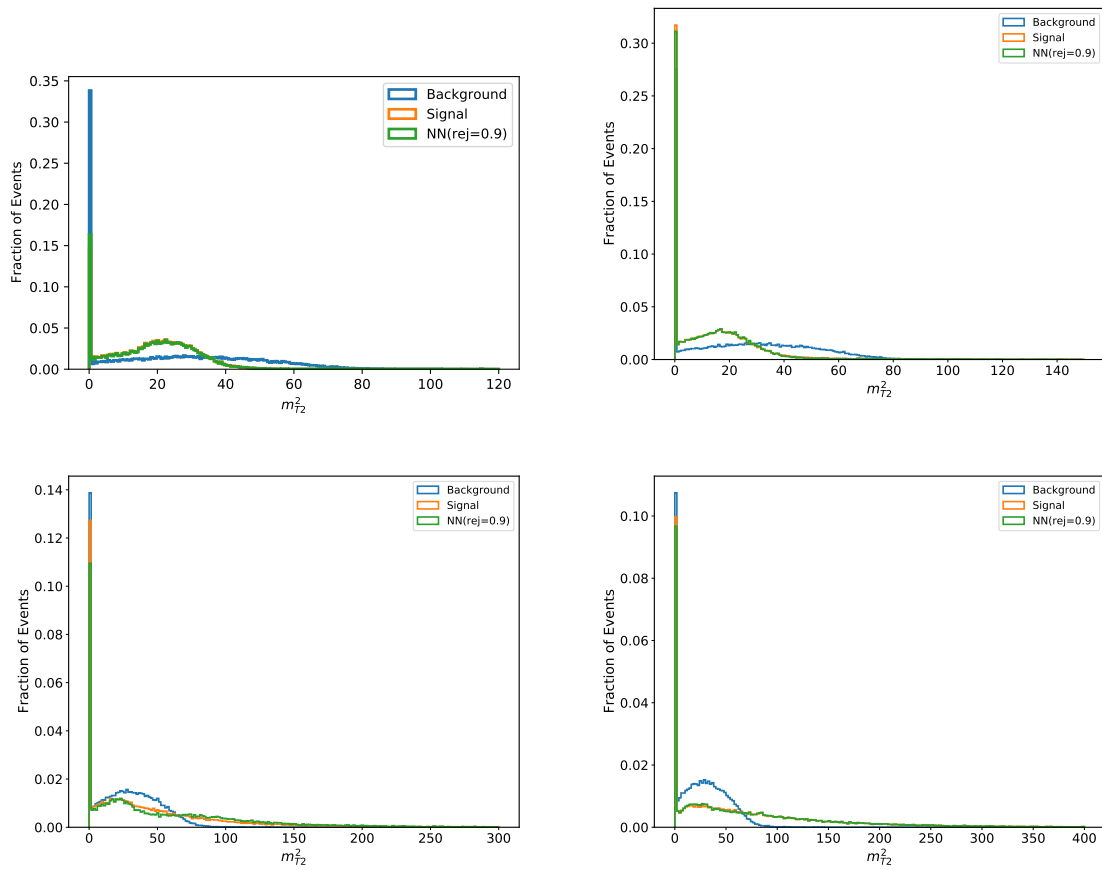 Background
Signal
NN(rej=0.9)
0.35
0.30
0.25
0.20
0.15
0.10
0.05
0.00
Fraction of Events
0 20 40 60 80 100 120
m²_T2
Background
Signal
NN(rej=0.9)
0.30
0.25
0.20
0.15
0.10
0.05
0.00
Fraction of Events
0 20 40 60 80 100 120 140
m²_T2
Background
Signal
NN(rej=0.9)
0.14
0.12
0.10
0.08
0.06
0.04
0.02
0.00
Fraction of Events
0 50 100 150 200 250 300
m²_T2
Background
Signal
NN(rej=0.9)
0.10
0.08
0.06
0.04
0.02
0.00
Fraction of Events
0 50 100 150 200 250 300 350 400
m²_T2